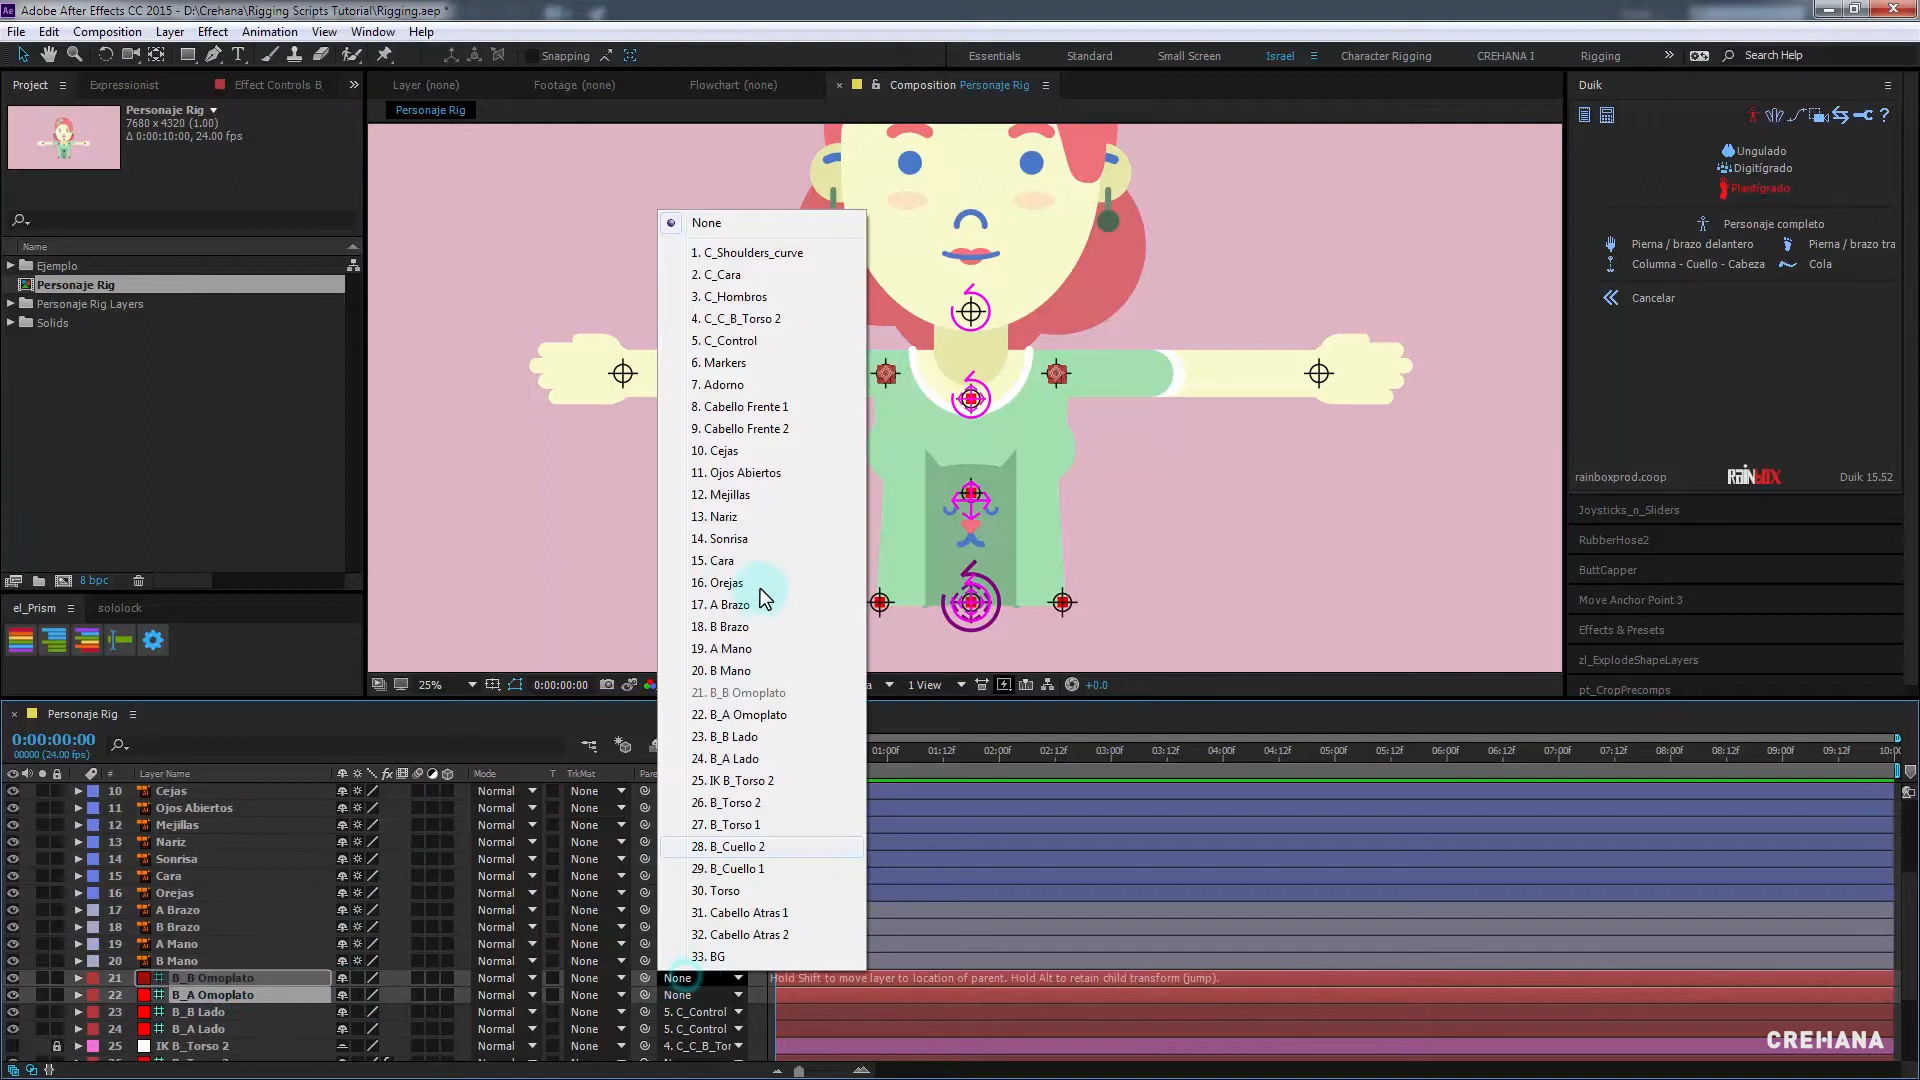 Adobe After Effects CC 2015 - D:\Crehana\Rigging Scripts Tutorial\Rigging.aep *
File Edit Composition Layer Effect Animation View Window Help
Snapping Essentials Standard Small Screen Israel Character Rigging CREHANA I Rigging Search Help
Project Expressionist Effect Controls B_ Layer (none) Footage (none) Flowchart (none) Composition Personaje Rig Duik
Personaje Rig
7680 x 4320 (1.00)
Δ 0:00:10:00, 24.00 fps
Personaje Rig
Name
Ejemplo
Personaje Rig
Personaje Rig Layers
Solids
8 bpc
el_Prism sololock
Ungulado
Digitígrado
Plantígrado
Personaje completo
Pierna / brazo delantero Pierna / brazo tra
Columna - Cuello - Cabeza Cola
Cancelar
rainboxprod.coop RAINBOX Duik 15.52
Joysticks_n_Sliders
RubberHose2
ButtCapper
Move Anchor Point 3
Effects & Presets
zl_ExplodeShapeLayers
pt_CropPrecomps
None
1. C_Shoulders_curve
2. C_Cara
3. C_Hombros
4. C_C_B_Torso 2
5. C_Control
6. Markers
7. Adorno
8. Cabello Frente 1
9. Cabello Frente 2
10. Cejas
11. Ojos Abiertos
12. Mejillas
13. Nariz
14. Sonrisa
15. Cara
16. Orejas
17. A Brazo
18. B Brazo
19. A Mano
20. B Mano
21. B_B Omoplato
22. B_A Omoplato
23. B_B Lado
24. B_A Lado
25. IK B_Torso 2
26. B_Torso 2
27. B_Torso 1
28. B_Cuello 2
29. B_Cuello 1
30. Torso
31. Cabello Atras 1
32. Cabello Atras 2
33. BG
25% 0:00:00:00 1 View +0.0
Personaje Rig
0:00:00:00
00000 (24.00 fps)
01:00f 01:12f 02:00f 02:12f 03:00f 03:12f 04:00f 04:12f 05:00f 05:12f 06:00f 06:12f 07:00f 07:12f 08:00f 08:12f 09:00f 09:12f 10:00
# Layer Name Mode T TrkMat
10 Cejas Normal None
11 Ojos Abiertos Normal None
12 Mejillas Normal None
13 Nariz Normal None
14 Sonrisa Normal None
15 Cara Normal None
16 Orejas Normal None
17 A Brazo Normal None
18 B Brazo Normal None
19 A Mano Normal None
20 B Mano Normal None
21 B_B Omoplato Normal None None Hold Shift to move layer to location of parent. Hold Alt to retain child transform (jump).
22 B_A Omoplato Normal None None
23 B_B Lado Normal None 5. C_Control
24 B_A Lado Normal None 5. C_Control
25 IK B_Torso 2 Normal None 4. C_C_B_Tor
CREHANA